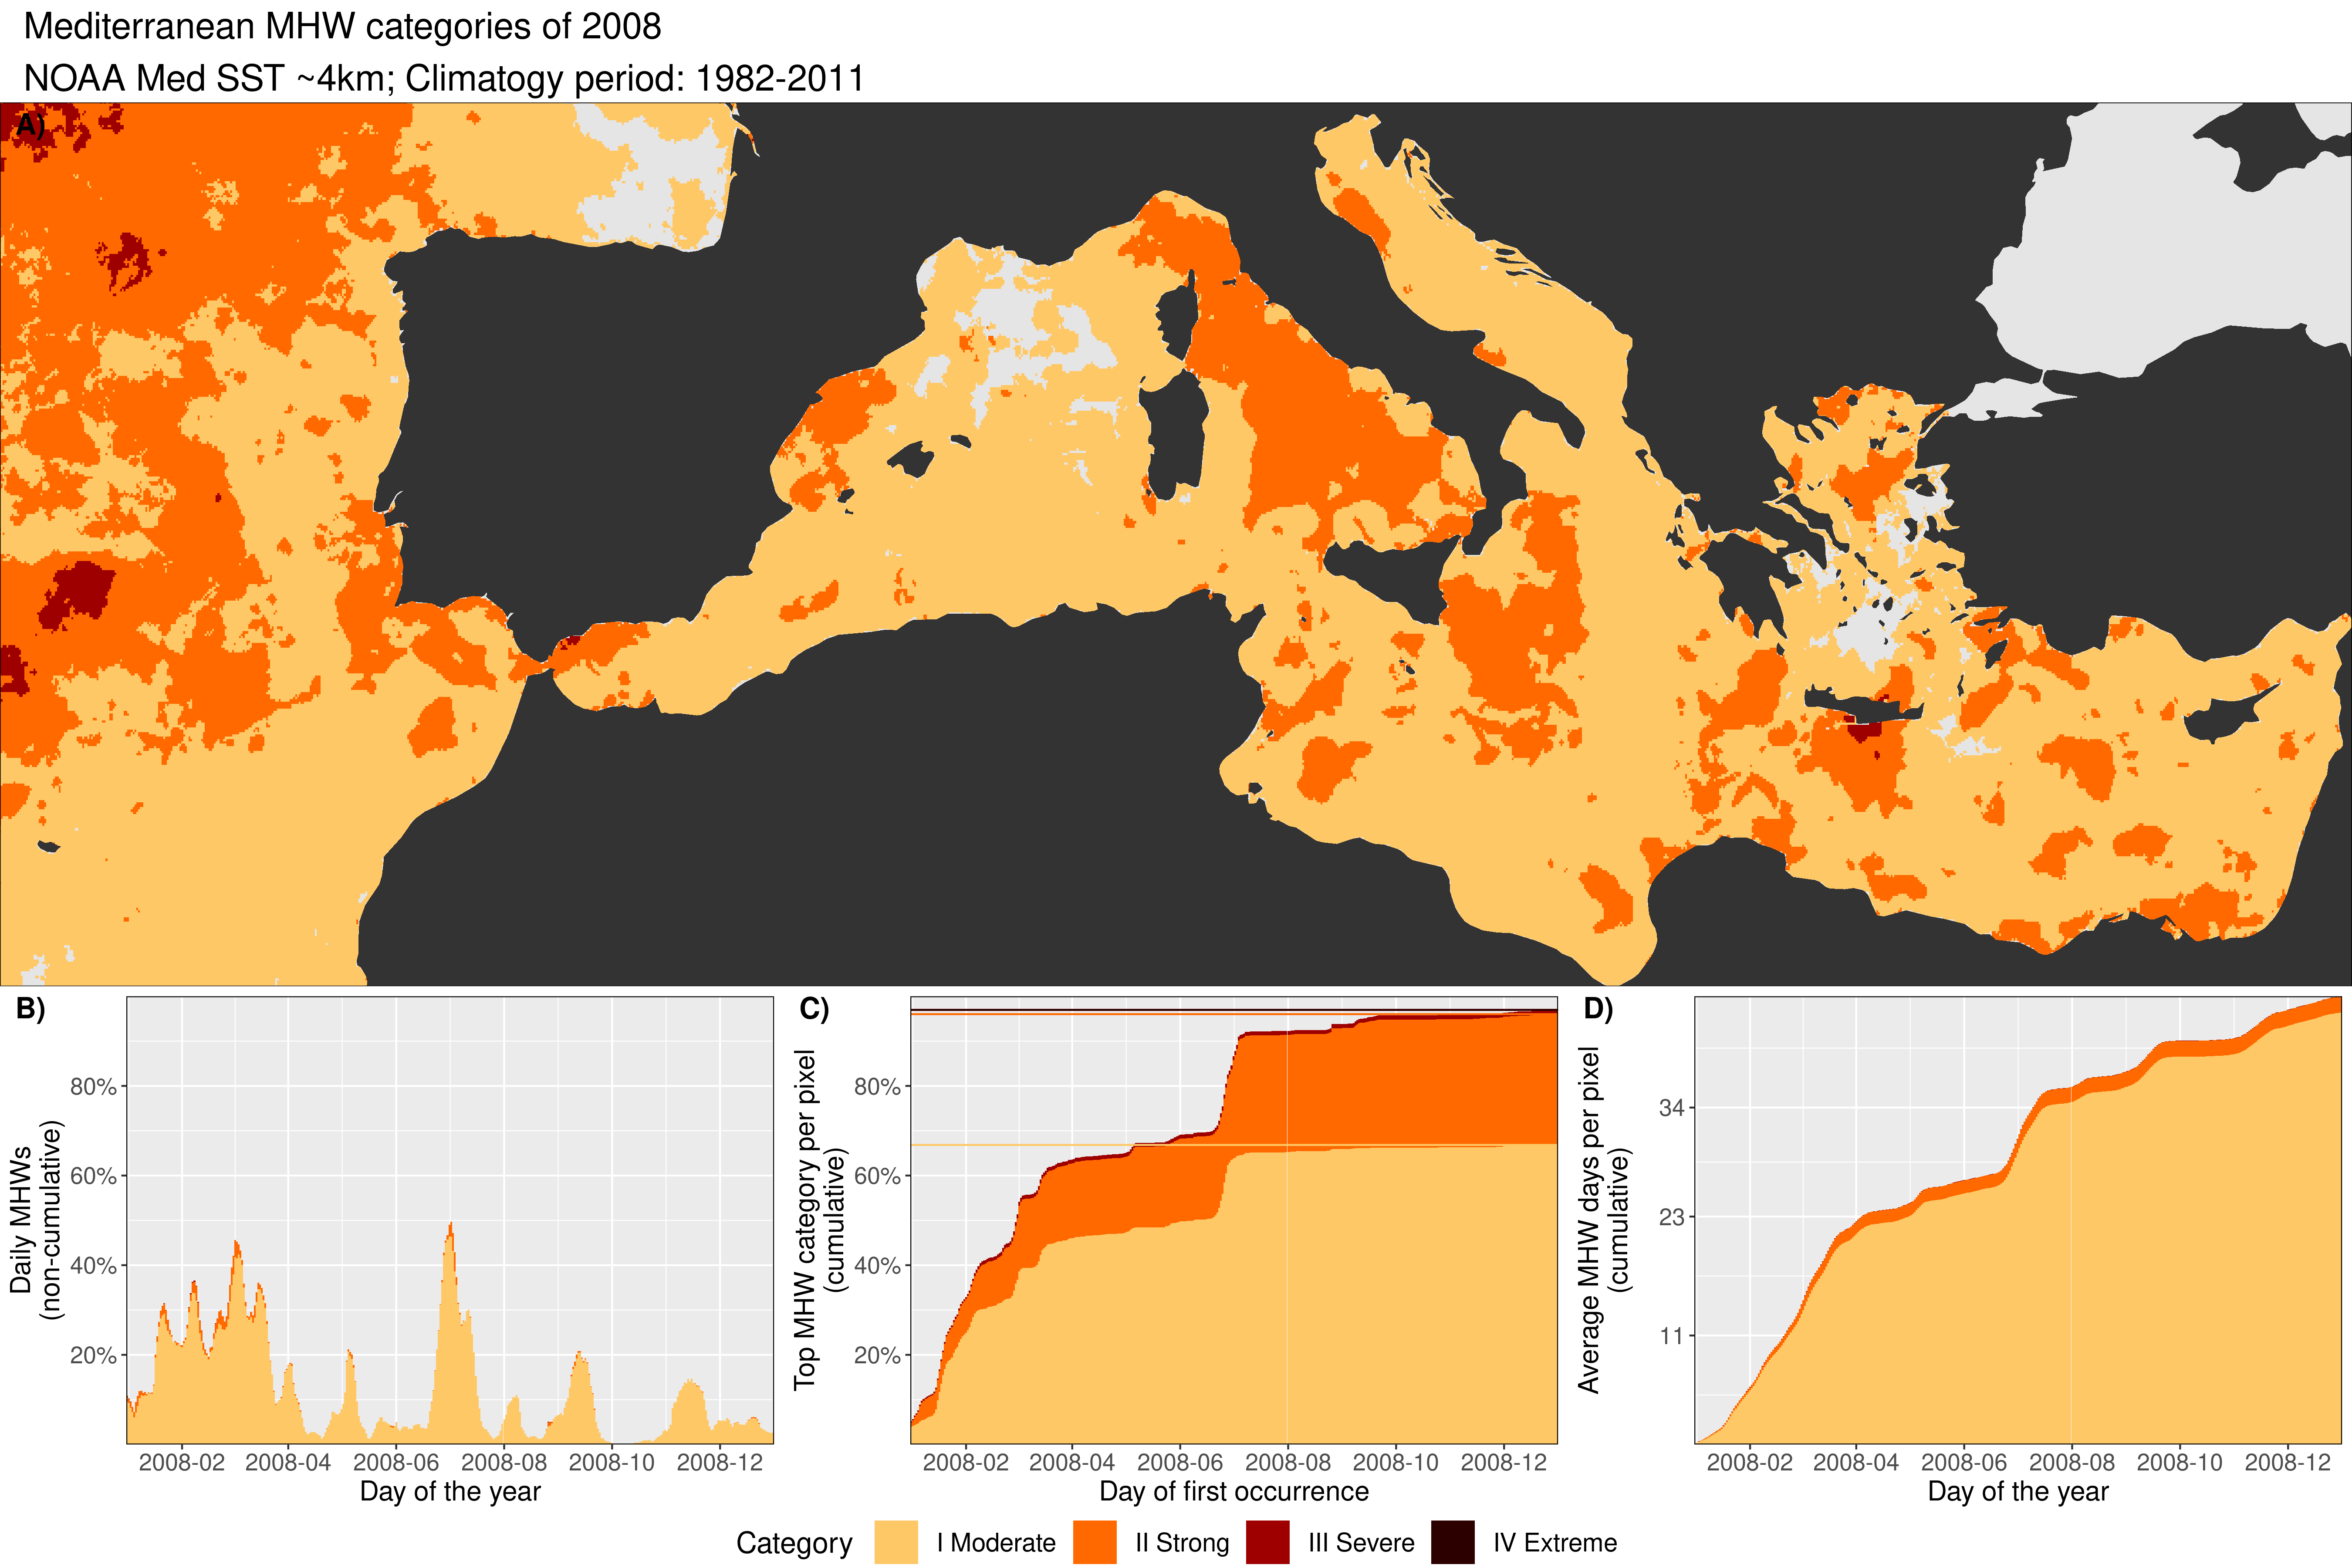 Mediterranean MHW categories of 2008
NOAA Med SST ~4km; Climatogy period: 1982-2011
A)
B)
Daily MHWs
(non-cumulative)
80%
60%
40%
20%
2008-02 2008-04 2008-06 2008-08 2008-10 2008-12
Day of the year
C)
Top MHW category per pixel
(cumulative)
80%
60%
40%
20%
2008-02 2008-04 2008-06 2008-08 2008-10 2008-12
Day of first occurrence
D)
Average MHW days per pixel
(cumulative)
34
23
11
2008-02 2008-04 2008-06 2008-08 2008-10 2008-12
Day of the year
Category I Moderate II Strong III Severe IV Extreme